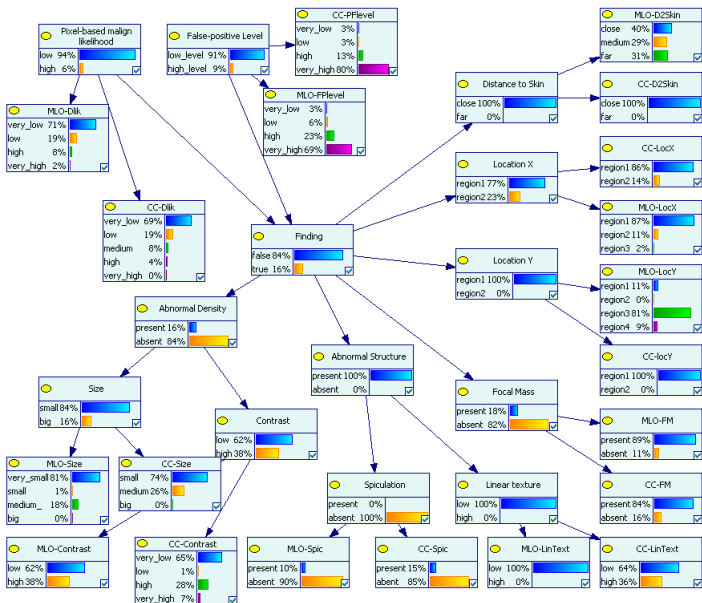 Pixel-based malign
likelihood
low 94%
high 6%
False-positive Level
low_level 91%
high_level 9%
CC-PFlevel
very_low 3%
low 3%
high 13%
very_high 80%
MLO-D2Skin
close 40%
medium 29%
far 31%
MLO-Dlik
very_low 71%
low 19%
high 8%
very_high 2%
MLO-FPlevel
very_low 3%
low 6%
high 23%
very_high 69%
Distance to Skin
close 100%
far 0%
CC-D2Skin
close 100%
far 0%
CC-Dlik
very_low 69%
low 19%
medium 8%
high 4%
very_high 0%
Location X
region1 77%
region2 23%
CC-LocX
region1 86%
region2 14%
MLO-LocX
region1 87%
region2 11%
region3 2%
Finding
false 84%
true 16%
Location Y
region1 100%
region2 0%
MLO-LocY
region1 11%
region2 0%
region3 81%
region4 9%
Abnormal Density
present 16%
absent 84%
Abnormal Structure
present 100%
absent 0%
CC-locY
region1 100%
region2 0%
Size
small 84%
big 16%
Contrast
low 62%
high 38%
Focal Mass
present 18%
absent 82%
MLO-FM
present 89%
absent 11%
MLO-Size
very_small 81%
small 1%
medium_ 18%
big 0%
CC-Size
small 74%
medium 26%
big 0%
Spiculation
present 0%
absent 100%
Linear texture
low 100%
high 0%
CC-FM
present 84%
absent 16%
MLO-Contrast
low 62%
high 38%
CC-Contrast
very_low 65%
low 1%
high 28%
very_high 7%
MLO-Spic
present 10%
absent 90%
CC-Spic
present 15%
abent 85%
MLO-LinText
low 100%
high 0%
CC-LinText
low 64%
high 36%